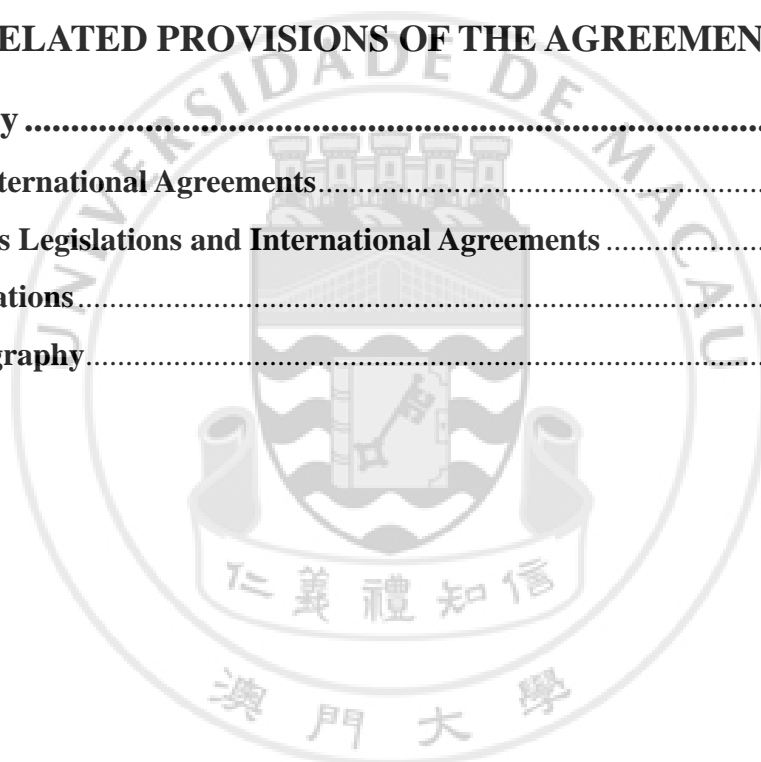 ELATED PROVISIONS OF THE AGREEMEN
y ................................................................
nternational Agreements ................................................................
s Legislations and International Agreements ................................
ations ................................................................
graphy ................................................................
UNIVERSIDADE DE MACAU
仁義禮知信
澳門大學